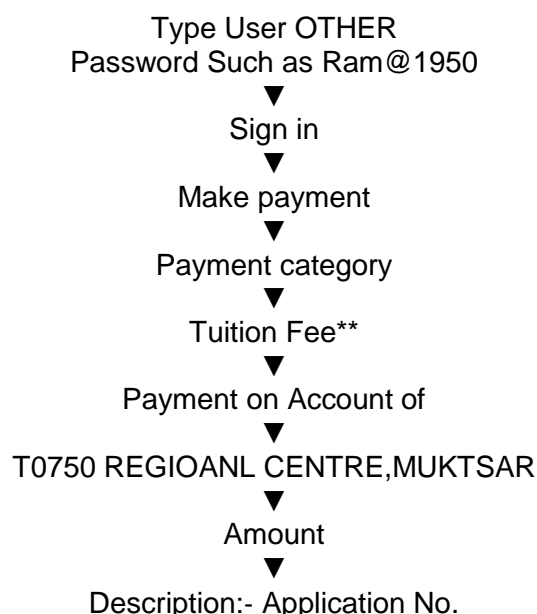 Type User OTHER
Password Such as Ram@1950
▼
Sign in
▼
Make payment
▼
Payment category
▼
Tuition Fee**
▼
Payment on Account of
▼
T0750 REGIOANL CENTRE,MUKTSAR
▼
Amount
▼
Description:- Application No.